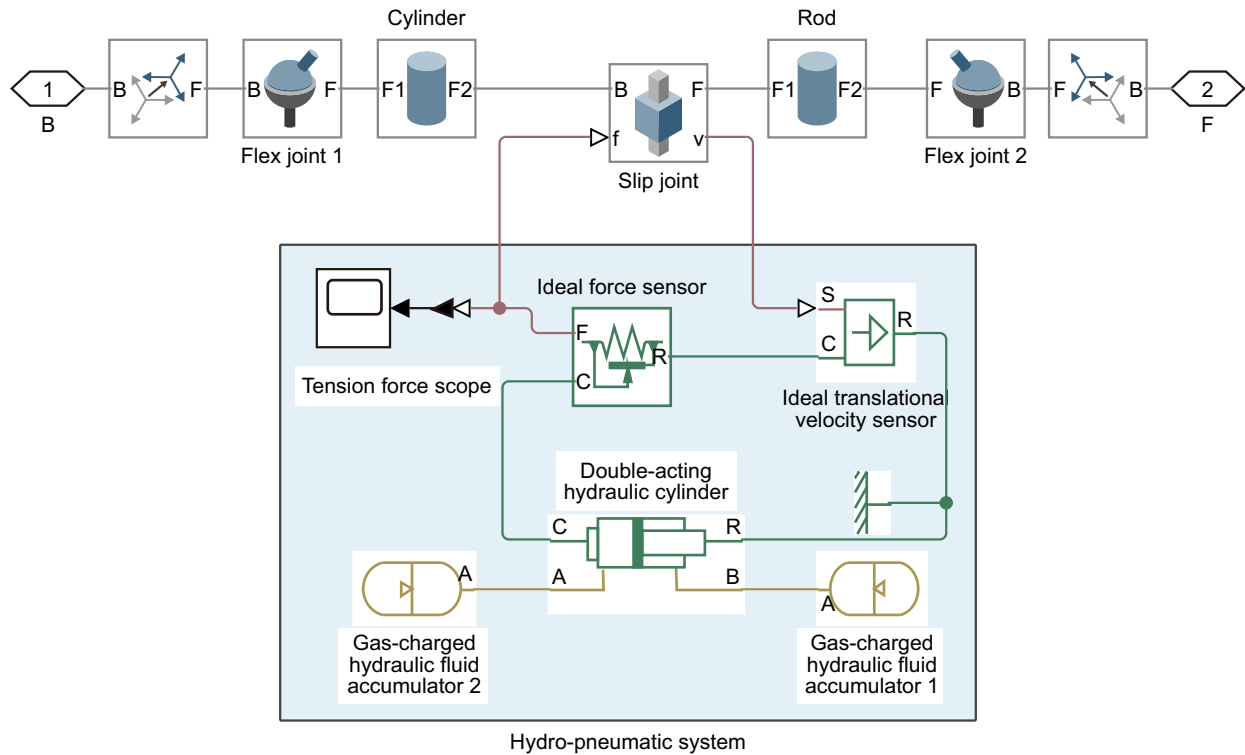 Cylinder
Rod
1
B
B
F
B
F
F1
F2
B
F
f
v
F1
F2
F
B
F
B
2
F
Flex joint 1
Slip joint
Flex joint 2
Ideal force sensor
F
R
C
S
C
R
Tension force scope
Ideal translational
velocity sensor
Double-acting
hydraulic cylinder
C
R
A
A
B
A
Gas-charged
hydraulic fluid
accumulator 2
Gas-charged
hydraulic fluid
accumulator 1
Hydro-pneumatic system